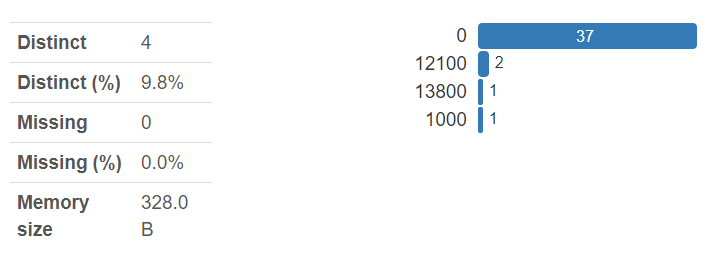 Distinct 4
Distinct (%) 9.8%
Missing 0
Missing (%) 0.0%
Memory size 328.0 B
0 37
12100 2
13800 1
1000 1